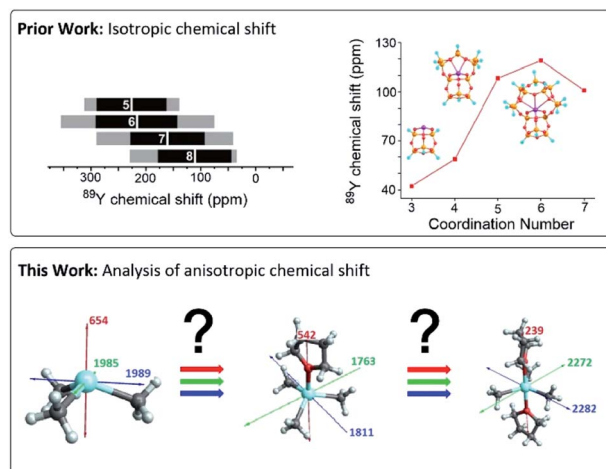 Prior Work: Isotropic chemical shift
5
6
7
8
300 200 100 0
⁸⁹Y chemical shift (ppm)
⁸⁹Y chemical shift (ppm)
130
100
70
40
3 4 5 6 7
Coordination Number
This Work: Analysis of anisotropic chemical shift
654
1985
1989
?
542
1763
1811
?
239
2272
2282